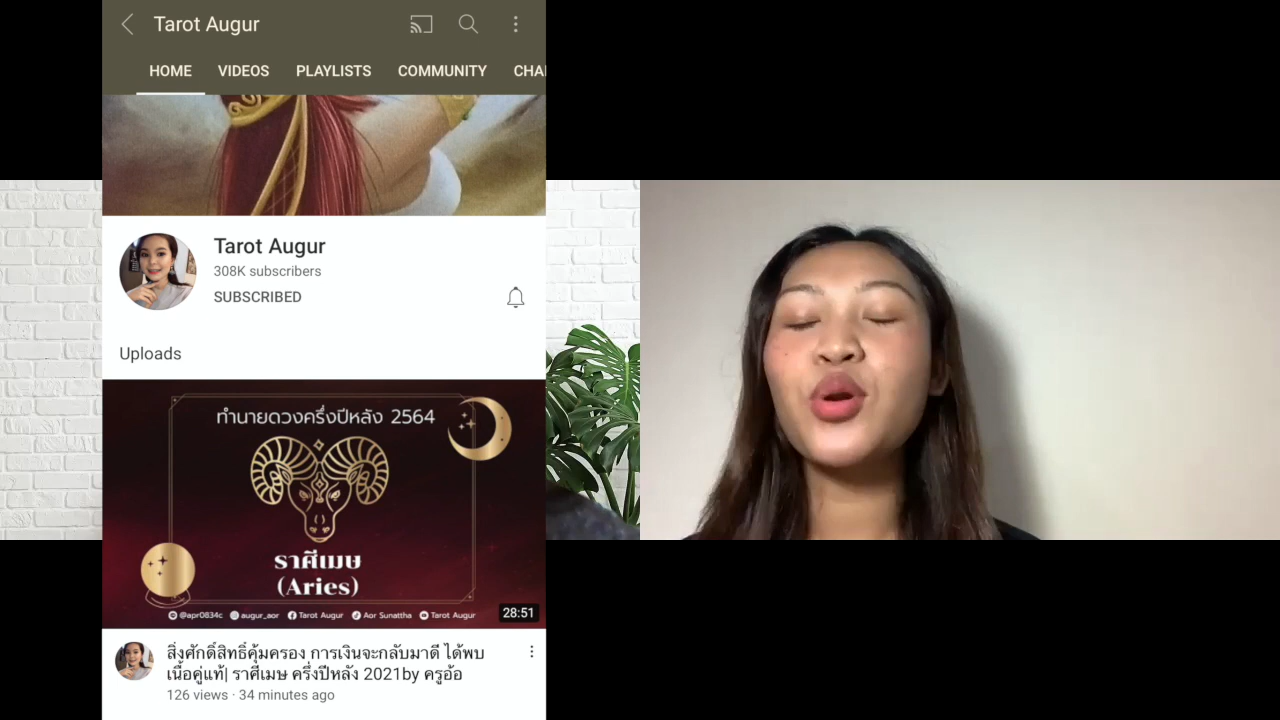 Tarot Augur
HOME VIDEOS PLAYLISTS COMMUNITY CHA
Tarot Augur
308K subscribers
SUBSCRIBED
Uploads
ทำนายดวงครึ่งปีหลัง 2564
ราศีเมษ
(Aries)
@apr0834c augur_aor Tarot Augur Aor Sunattha Tarot Augur
28:51
สิ่งศักดิ์สิทธิ์คุ้มครอง การเงินจะกลับมาดี ได้พบ
เนื้อคู่แท้| ราศีเมษ ครึ่งปีหลัง 2021by ครูอ้อ
126 views · 34 minutes ago